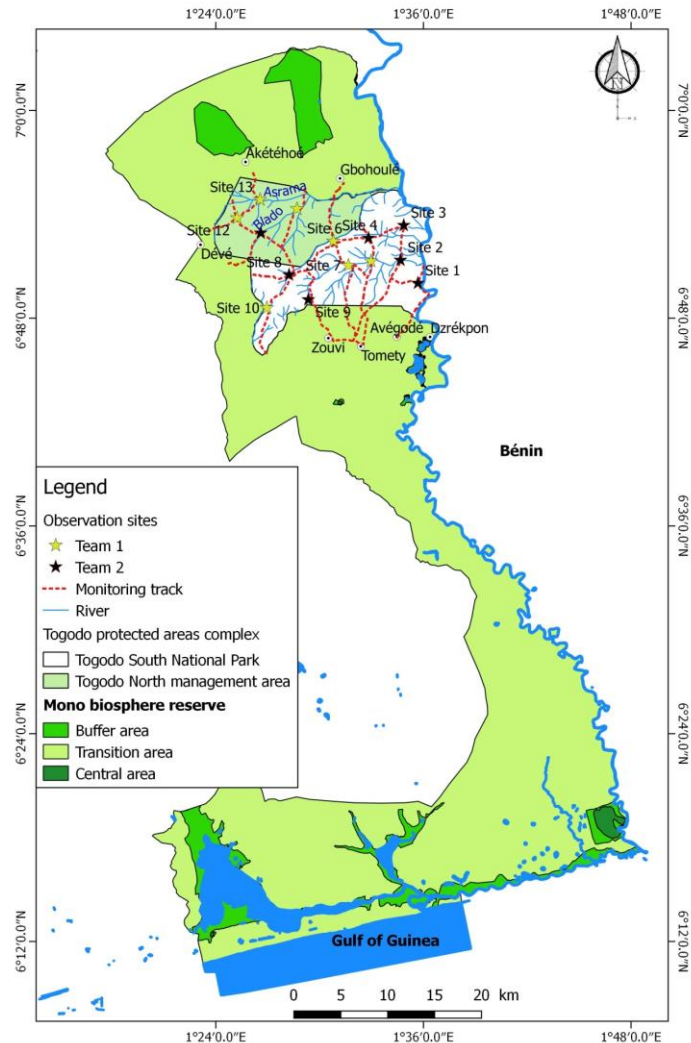 1°24'0.0"E 1°36'0.0"E 1°48'0.0"E
7°0'0.0"N 7°0'0.0"N
N
Akétéhoé
Gbohoulé
Site 13 Asrama
Site 12 Blado
Site 3
Site 6 Site 4
Dévé
Site 2
Site 8 Site 7
Site 1
Site 10 Site 9
6°48'0.0"N 6°48'0.0"N
Avégode Dzrékpon
Zouvi
Tomety
Bénin
Legend
Observation sites
Team 1
Team 2
Monitoring track
River
Togodo protected areas complex
Togodo South National Park
Togodo North management area
Mono biosphere reserve
Buffer area
Transition area
Central area
6°36'0.0"N 6°36'0.0"N
6°24'0.0"N 6°24'0.0"N
6°12'0.0"N 6°12'0.0"N
Gulf of Guinea
0 5 10 15 20 km
1°24'0.0"E 1°36'0.0"E 1°48'0.0"E